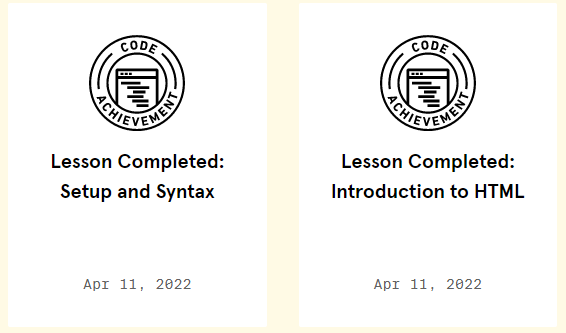 CODE
ACHIEVEMENT
Lesson Completed:
Setup and Syntax
Apr 11, 2022
CODE
ACHIEVEMENT
Lesson Completed:
Introduction to HTML
Apr 11, 2022